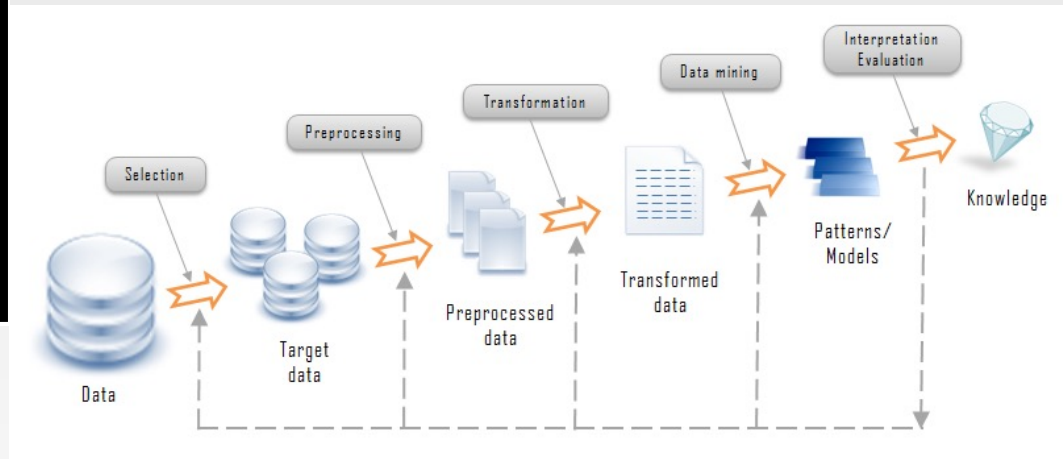 Interpretation
Evaluation
Data mining
Transformation
Preprocessing
Selection
Knowledge
Patterns/
Models
Transformed
data
Preprocessed
data
Target
data
Data